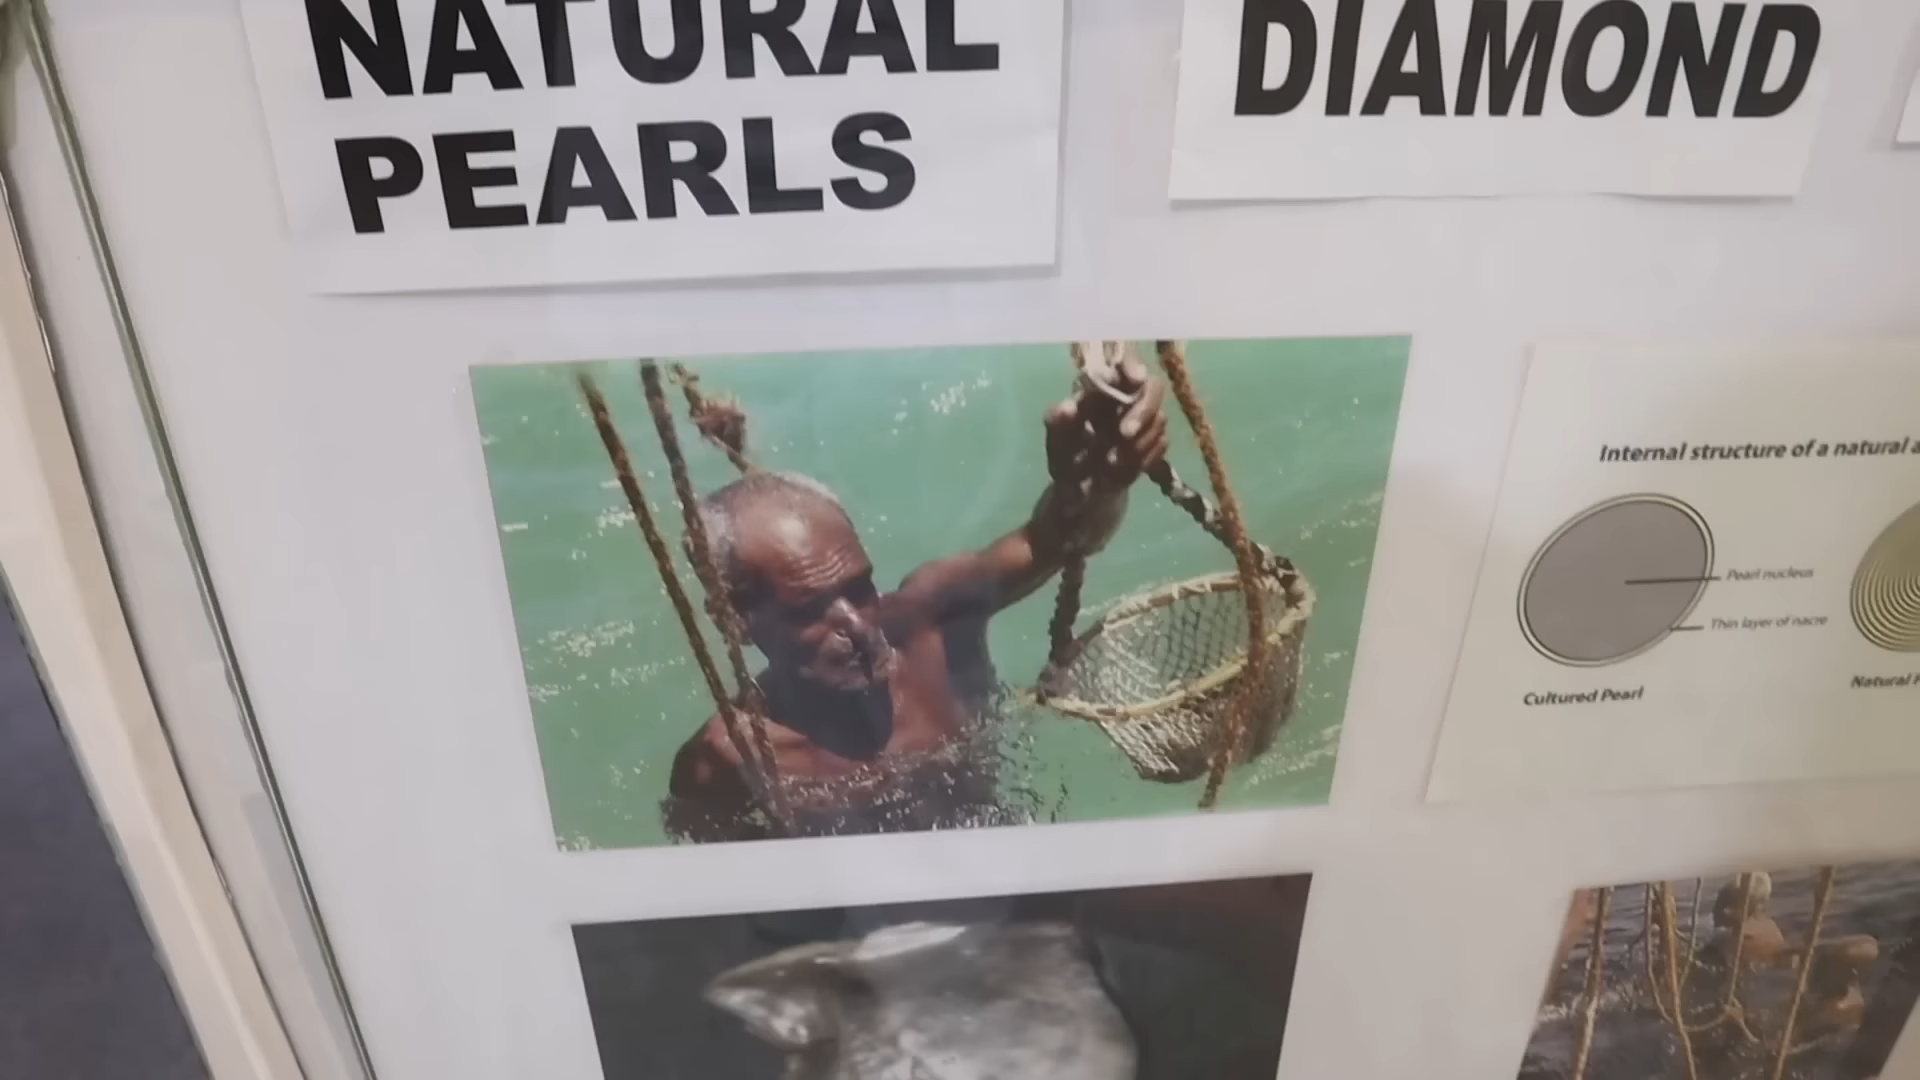 NATURAL
PEARLS
DIAMOND
Internal structure of a natural
Pearl nucleus
Thin layer of nacre
Cultured Pearl
Natural